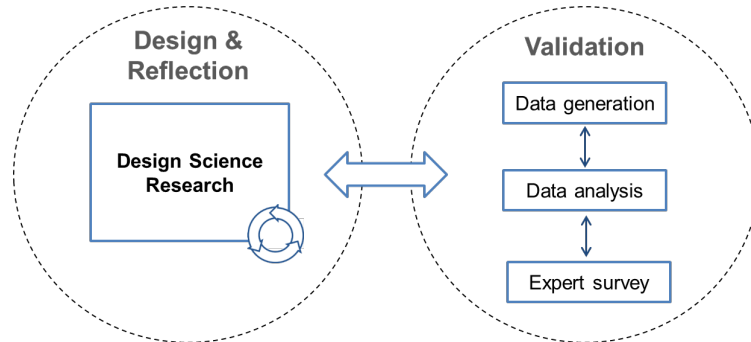 Design &
Reflection
Design Science
Research
Validation
Data generation
Data analysis
Expert survey